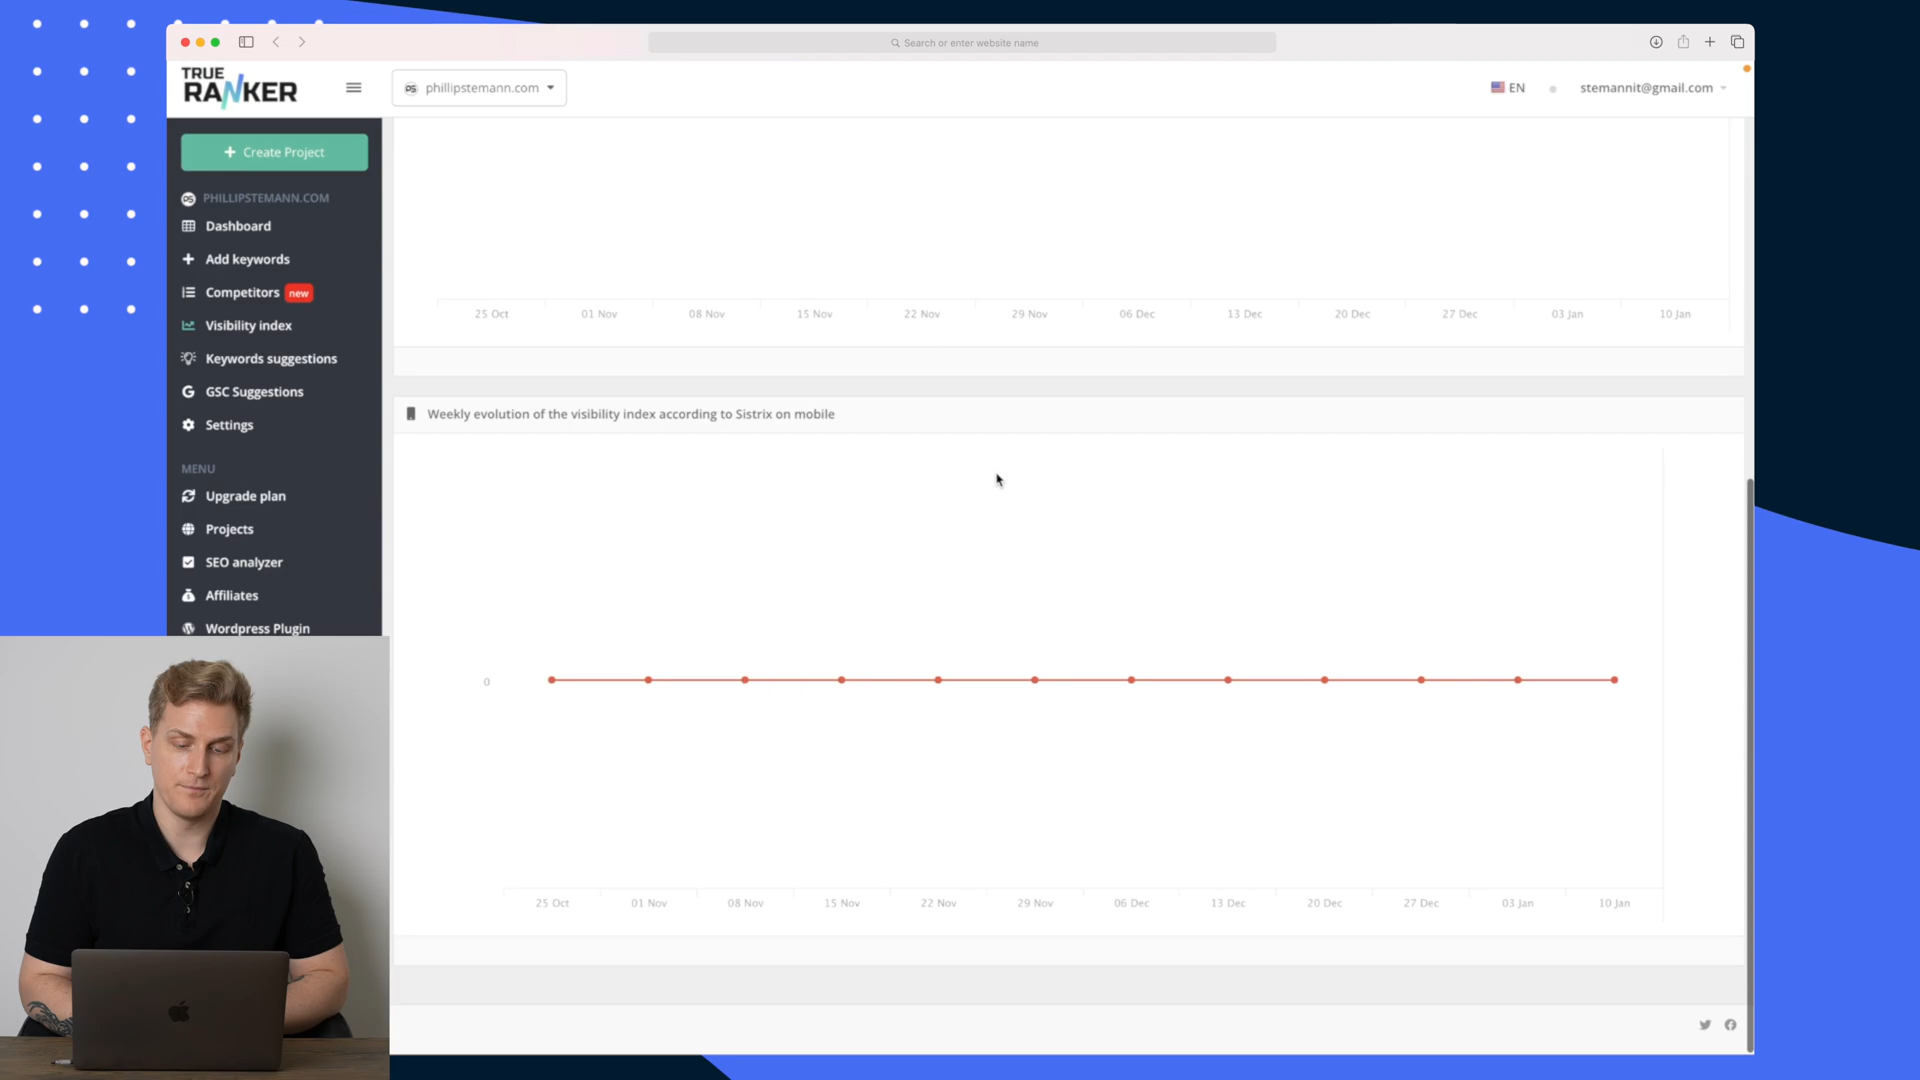 Search or enter website name
TRUE
RANKER
phillipstemann.com
EN
stemannit@gmail.com
Create Project
PHILLIPSTEMANN.COM
Dashboard
Add keywords
Competitors new
Visibility index
Keywords suggestions
GSC Suggestions
Settings
MENU
Upgrade plan
Projects
SEO analyzer
Affiliates
Wordpress Plugin
25 Oct 01 Nov 08 Nov 15 Nov 22 Nov 29 Nov 06 Dec 13 Dec 20 Dec 27 Dec 03 Jan 10 Jan
Weekly evolution of the visibility index according to Sistrix on mobile
0
25 Oct 01 Nov 08 Nov 15 Nov 22 Nov 29 Nov 06 Dec 13 Dec 20 Dec 27 Dec 03 Jan 10 Jan